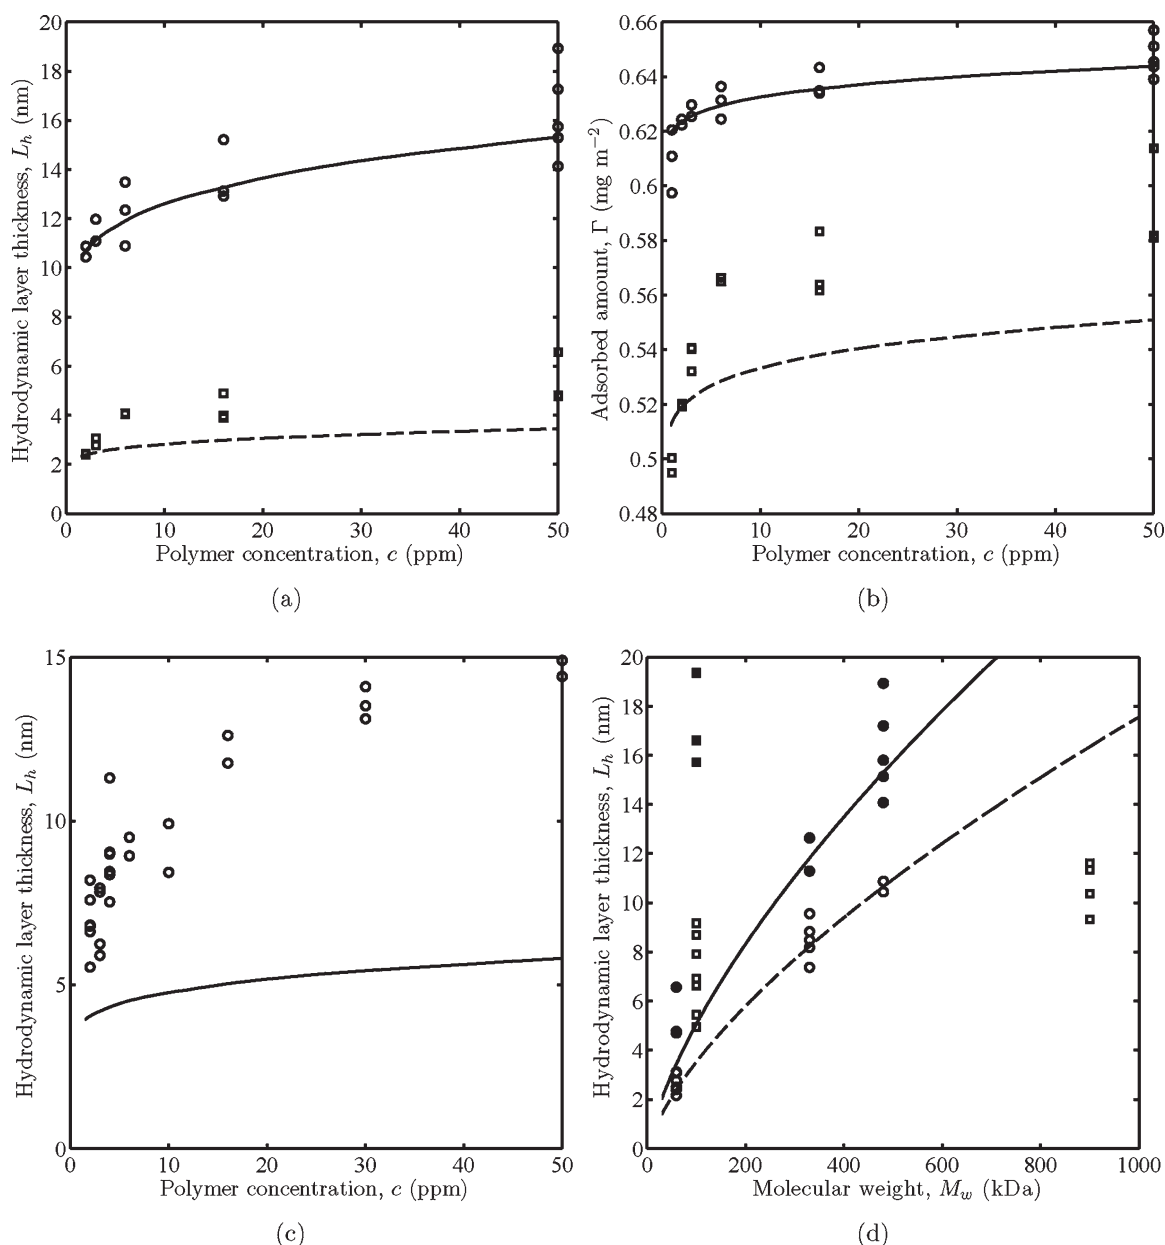 20
18
16
14
12
10
8
6
4
2
0
Hydrodynamic layer thickness, L_h (nm)
0 10 20 30 40 50
Polymer concentration, c (ppm)
(a)
0.66
0.64
0.62
0.6
0.58
0.56
0.54
0.52
0.5
0.48
Adsorbed amount, Γ (mg m⁻²)
0 10 20 30 40 50
Polymer concentration, c (ppm)
(b)
15
10
5
0
Hydrodynamic layer thickness, L_h (nm)
0 10 20 30 40 50
Polymer concentration, c (ppm)
(c)
20
18
16
14
12
10
8
6
4
2
0
Hydrodynamic layer thickness, L_h (nm)
0 200 400 600 800 1000
Molecular weight, M_w (kDa)
(d)